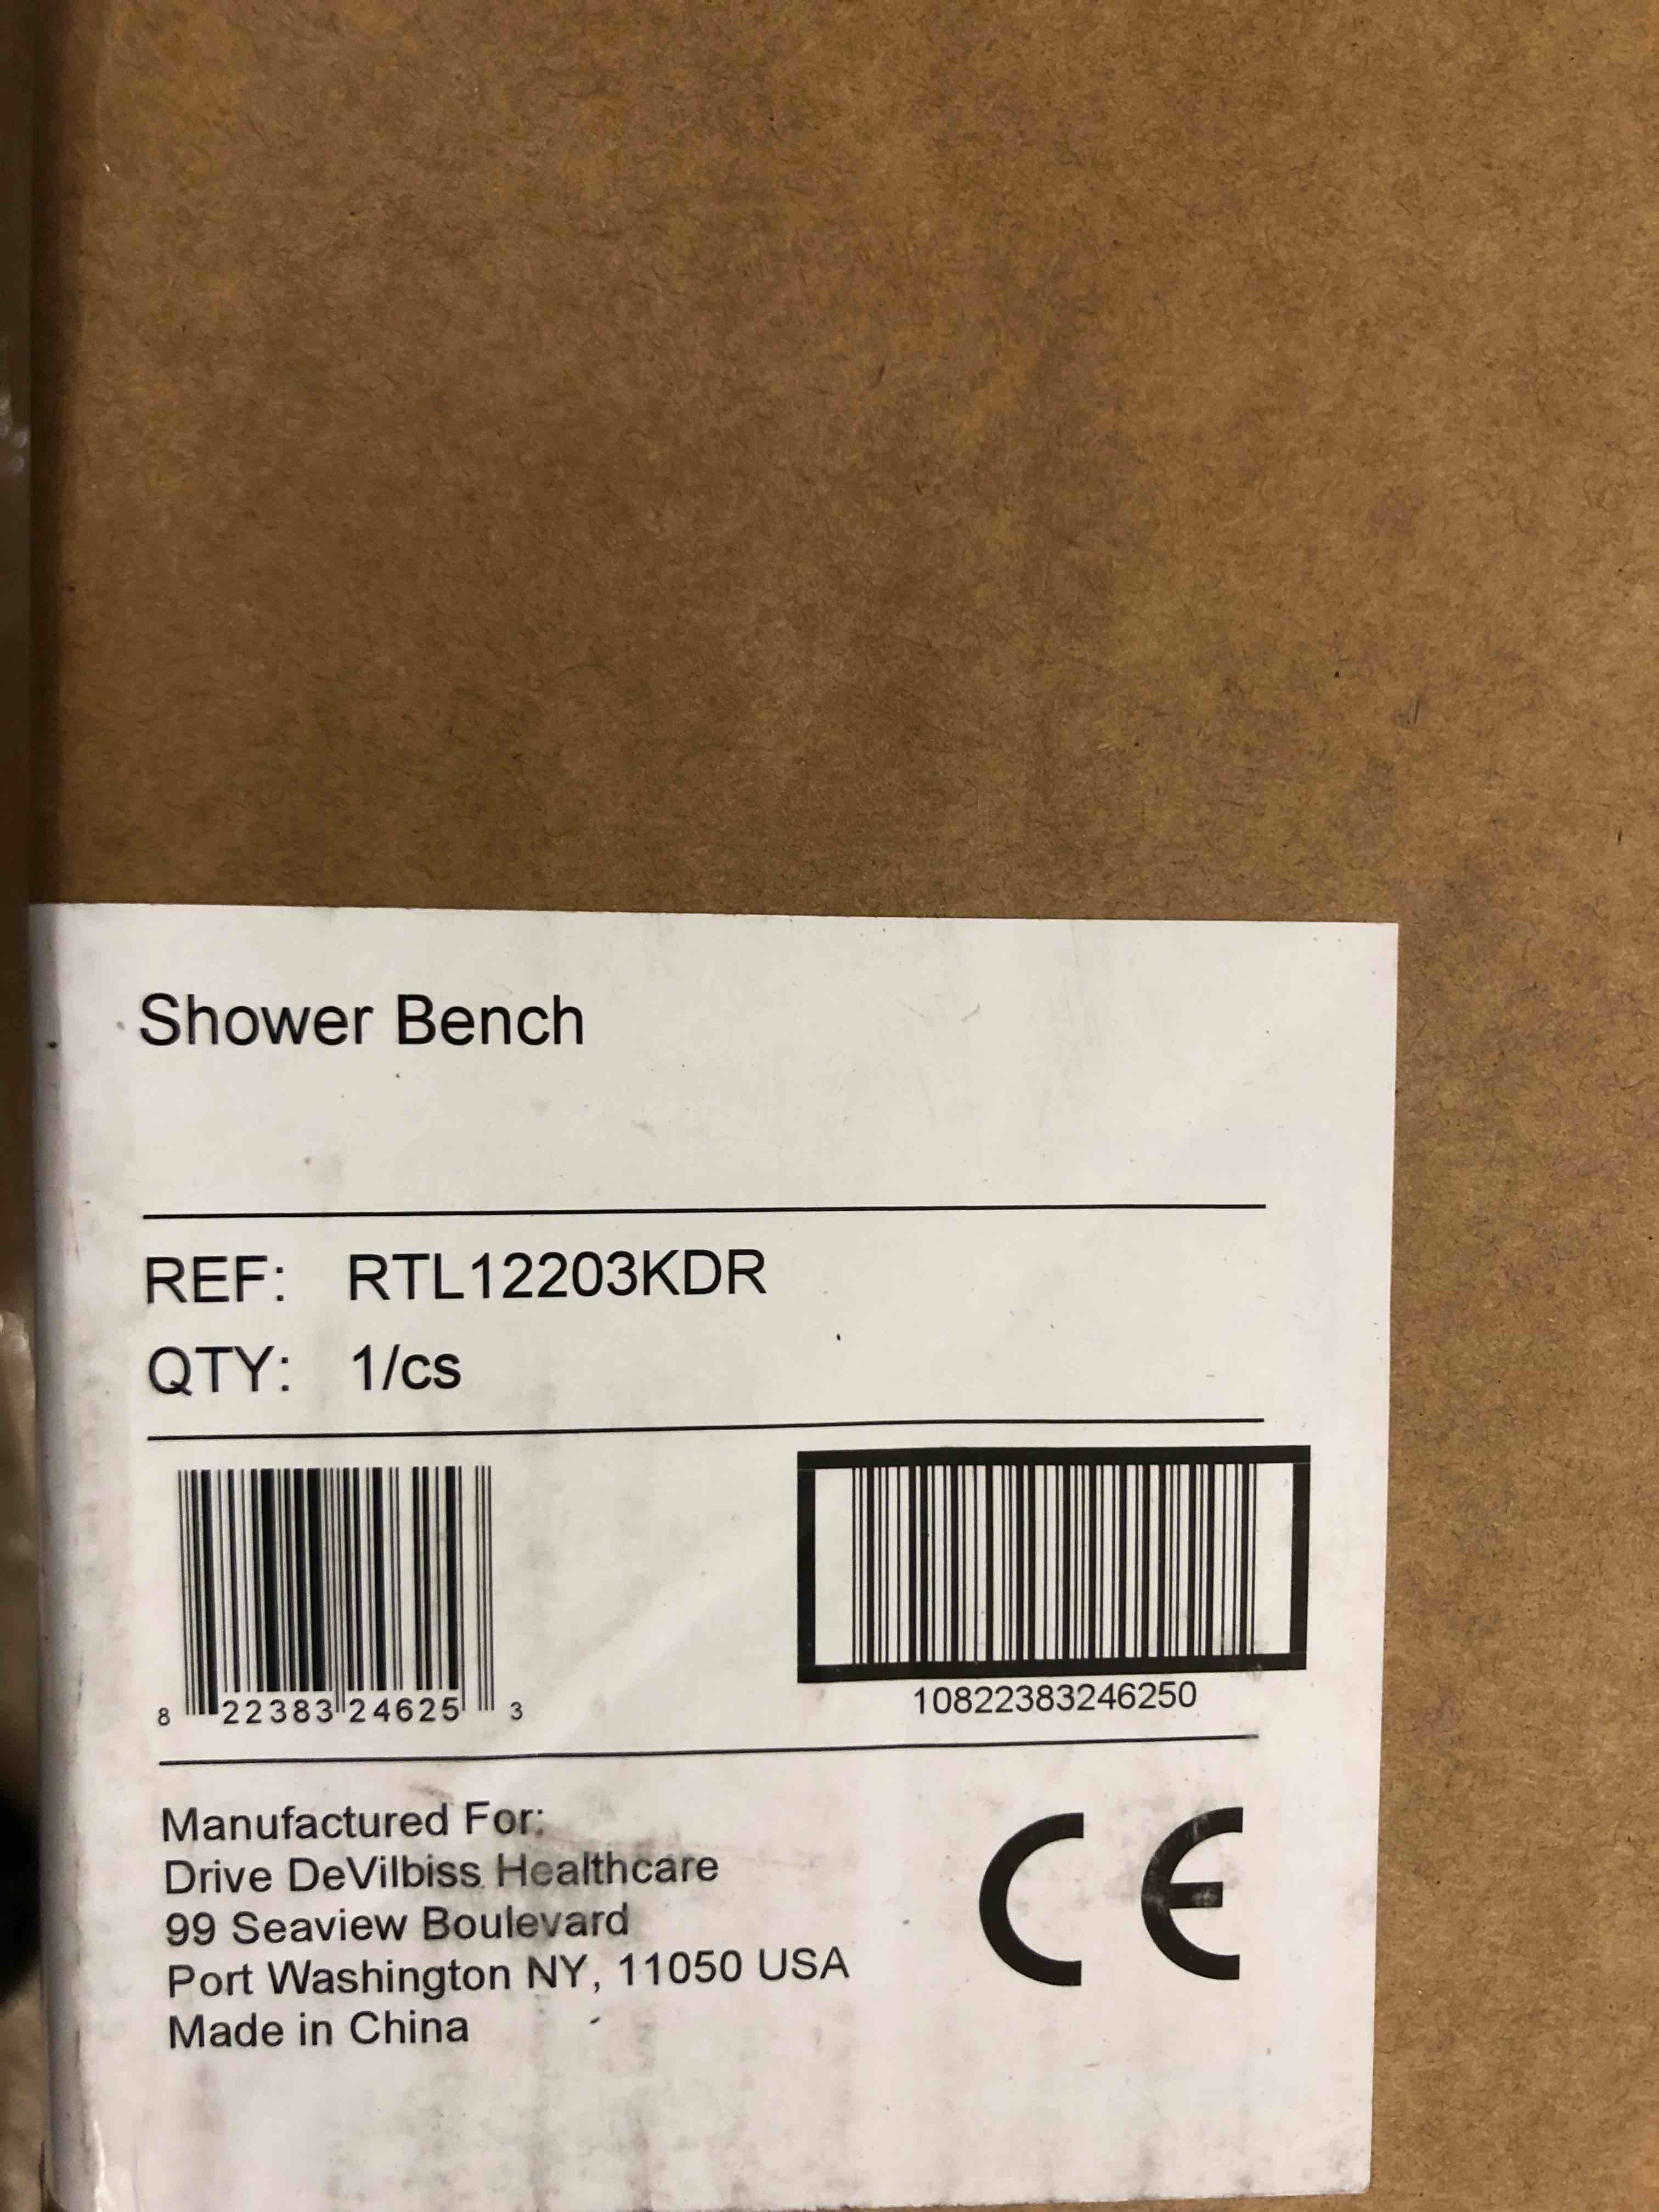 Shower Bench
REF: RTL12203KDR
QTY: 1/cs
8 22383 24625 3
10822383246250
Manufactured For:
Drive DeVilbiss Healthcare
99 Seaview Boulevard
Port Washington NY, 11050 USA
Made in China
CE